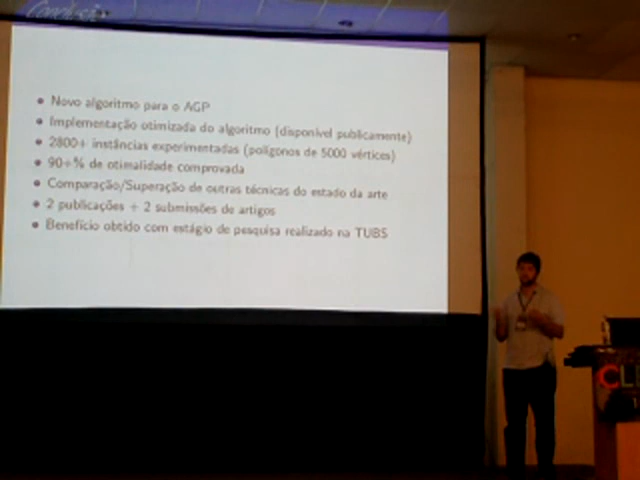 Conclusão
Novo algoritmo para o AGP
Implementação otimizada do algoritmo (disponível publicamente)
2800+ instâncias experimentadas (polígonos de 5000 vértices)
90+% de otimalidade comprovada
Comparação/Superação de outras técnicas do estado da arte
2 publicações + 2 submissões de artigos
Benefício obtido com estágio de pesquisa realizado na TUBS